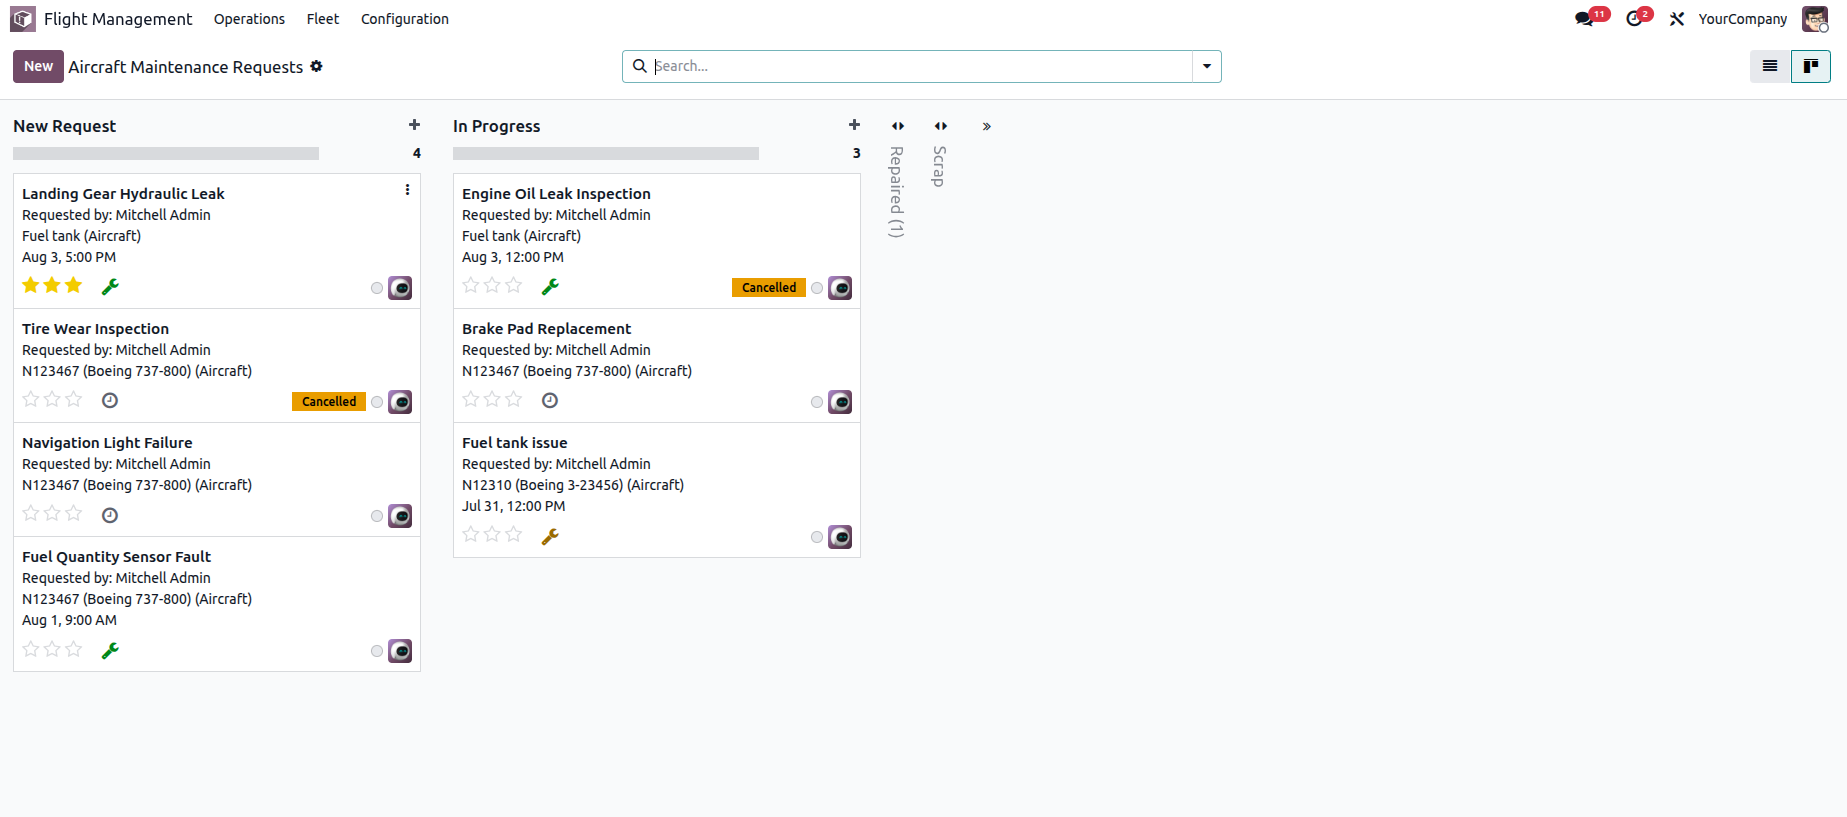 Flight Management Operations Fleet Configuration 11 2 YourCompany
New Aircraft Maintenance Requests Search...
New Request
4
Landing Gear Hydraulic Leak
Requested by: Mitchell Admin
Fuel tank (Aircraft)
Aug 3, 5:00 PM
Tire Wear Inspection
Requested by: Mitchell Admin
N123467 (Boeing 737-800) (Aircraft)
Cancelled
Navigation Light Failure
Requested by: Mitchell Admin
N123467 (Boeing 737-800) (Aircraft)
Fuel Quantity Sensor Fault
Requested by: Mitchell Admin
N123467 (Boeing 737-800) (Aircraft)
Aug 1, 9:00 AM
In Progress
3
Engine Oil Leak Inspection
Requested by: Mitchell Admin
Fuel tank (Aircraft)
Aug 3, 12:00 PM
Cancelled
Brake Pad Replacement
Requested by: Mitchell Admin
N123467 (Boeing 737-800) (Aircraft)
Fuel tank issue
Requested by: Mitchell Admin
N12310 (Boeing 3-23456) (Aircraft)
Jul 31, 12:00 PM
Repaired (1)
Scrap